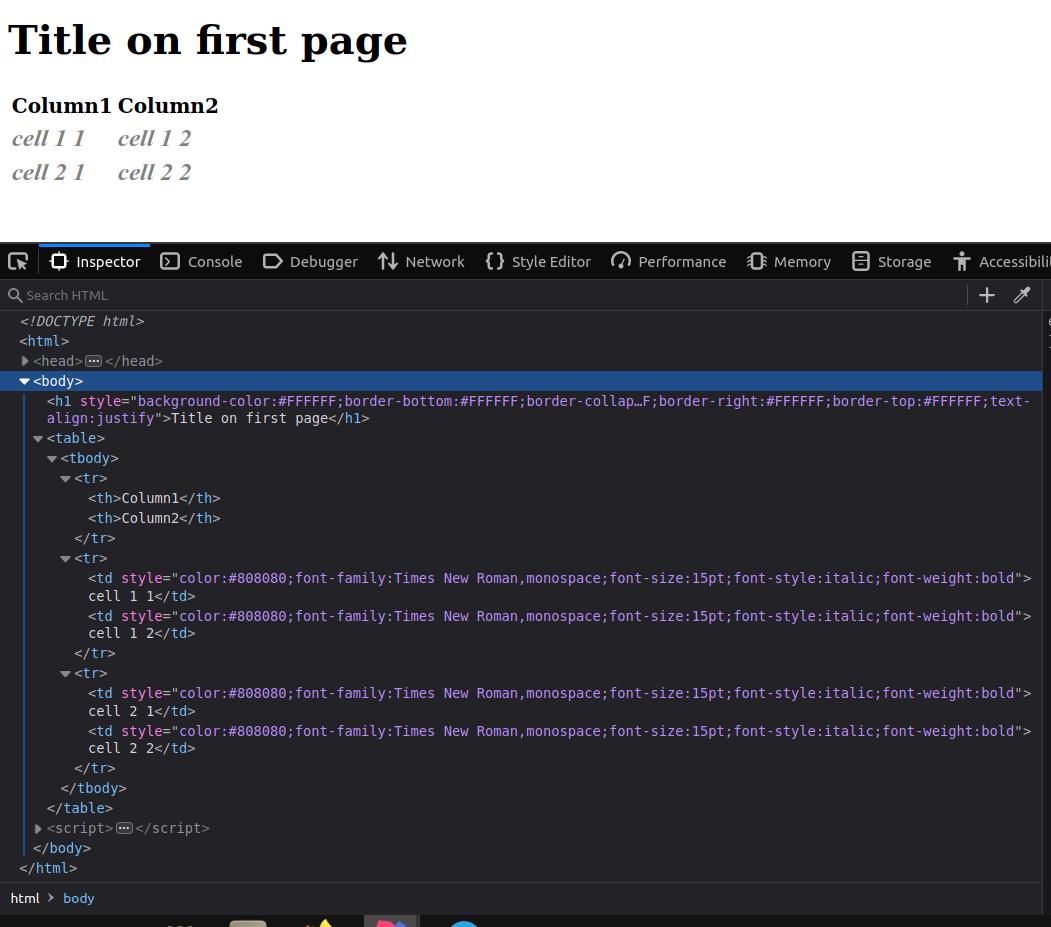 Title on first page
Column1 Column2
cell 1 1 cell 1 2
cell 2 1 cell 2 2
Inspector Console Debugger Network Style Editor Performance Memory Storage Accessibili
Search HTML
<!DOCTYPE html>
<html>
<head>···</head>
<body>
<h1 style="background-color:#FFFFFF;border-bottom:#FFFFFF;border-collap…F;border-right:#FFFFFF;border-top:#FFFFFF;text-
align:justify">Title on first page</h1>
<table>
<tbody>
<tr>
<th>Column1</th>
<th>Column2</th>
</tr>
<tr>
<td style="color:#808080;font-family:Times New Roman,monospace;font-size:15pt;font-style:italic;font-weight:bold">
cell 1 1</td>
<td style="color:#808080;font-family:Times New Roman,monospace;font-size:15pt;font-style:italic;font-weight:bold">
cell 1 2</td>
</tr>
<tr>
<td style="color:#808080;font-family:Times New Roman,monospace;font-size:15pt;font-style:italic;font-weight:bold">
cell 2 1</td>
<td style="color:#808080;font-family:Times New Roman,monospace;font-size:15pt;font-style:italic;font-weight:bold">
cell 2 2</td>
</tr>
</tbody>
</table>
<script>···</script>
</body>
</html>
html > body